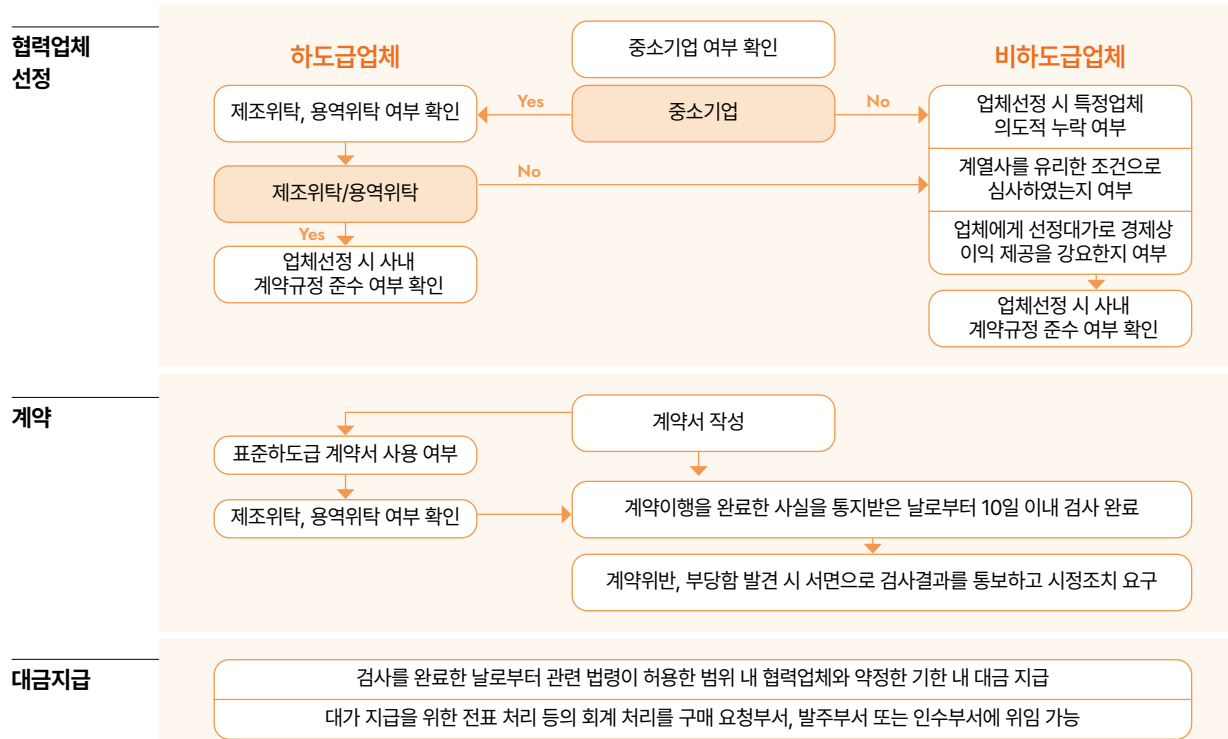 협력업체
선정
하도급업체
중소기업 여부 확인
비하도급업체
제조위탁, 용역위탁 여부 확인
Yes
중소기업
No
업체선정 시 특정업체
의도적 누락 여부
제조위탁/용역위탁
No
계열사를 유리한 조건으로
심사하였는지 여부
Yes
업체선정 시 사내
계약규정 준수 여부 확인
업체에게 선정대가로 경제상
이익 제공을 강요한지 여부
업체선정 시 사내
계약규정 준수 여부 확인
계약
계약서 작성
표준하도급 계약서 사용 여부
제조위탁, 용역위탁 여부 확인
계약이행을 완료한 사실을 통지받은 날로부터 10일 이내 검사 완료
계약위반, 부당함 발견 시 서면으로 검사결과를 통보하고 시정조치 요구
대금지급
검사를 완료한 날로부터 관련 법령이 허용한 범위 내 협력업체와 약정한 기한 내 대금 지급
대가 지급을 위한 전표 처리 등의 회계 처리를 구매 요청부서, 발주부서 또는 인수부서에 위임 가능